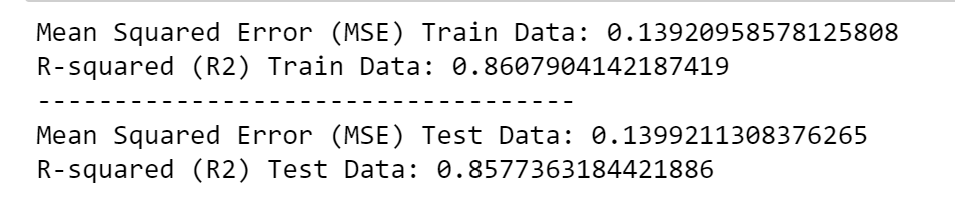 Mean Squared Error (MSE) Train Data: 0.13920958578125808
R-squared (R2) Train Data: 0.8607904142187419
-----------------------------------
Mean Squared Error (MSE) Test Data: 0.1399211308376265
R-squared (R2) Test Data: 0.8577363184421886